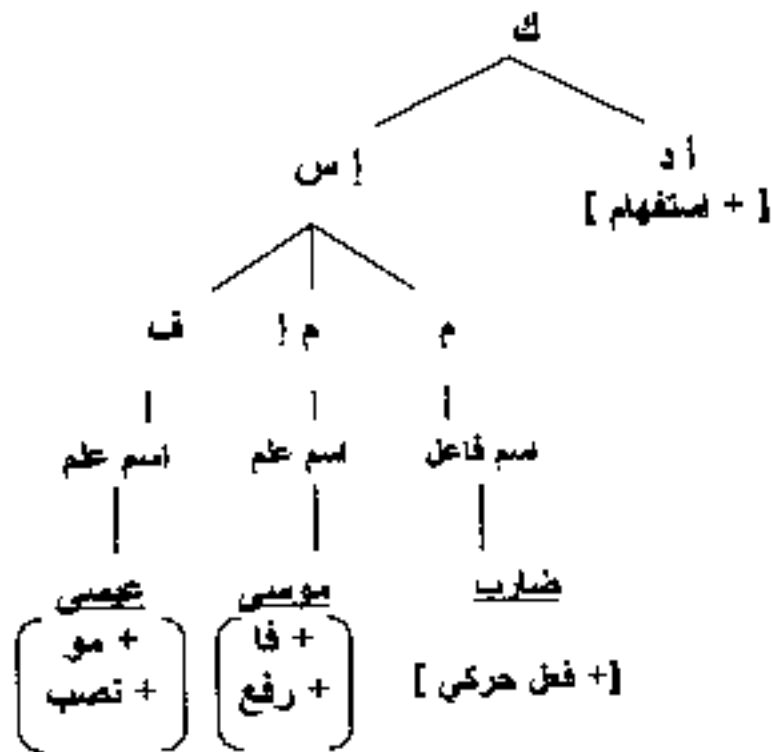 ك
أ د
إ س
[ + استفهام ]
م
م إ
ف
اسم فاعل
اسم علم
اسم علم
ضارب
موسى
عيسى
[+ فعل حركي ]
+ فا
+ رفع
+ مو
+ نصب